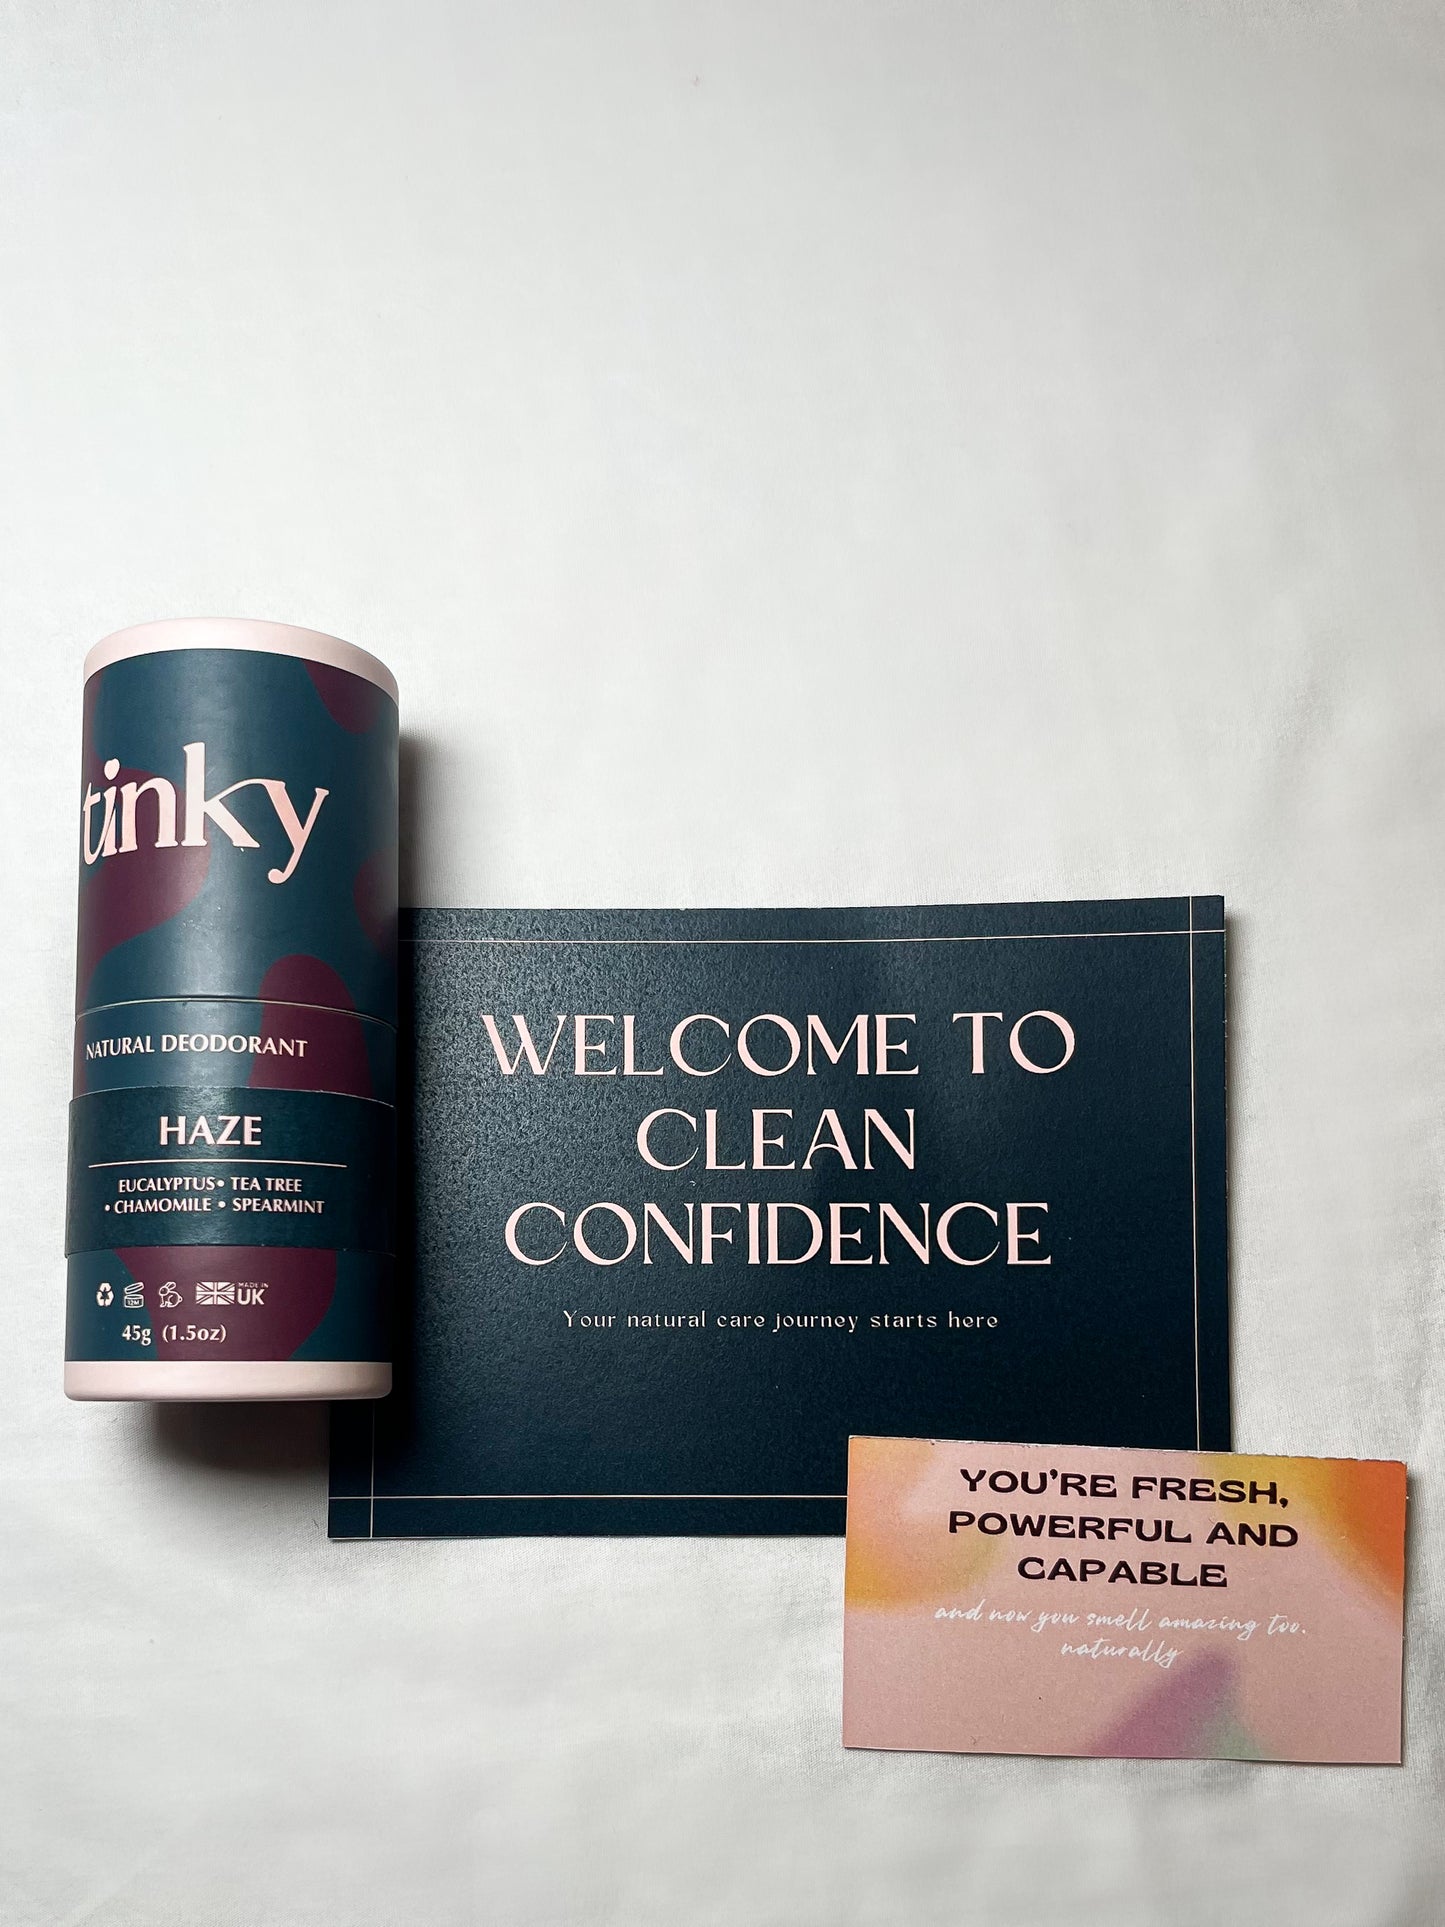 tinky
NATURAL DEODORANT
HAZE
EUCALYPTUS• TEA TREE
• CHAMOMILE • SPEARMINT
12M
MADE IN
UK
45g (1.5oz)
WELCOME TO
CLEAN
CONFIDENCE
Your natural care journey starts here
YOU'RE FRESH,
POWERFUL AND
CAPABLE
and now you smell amazing too.
naturally